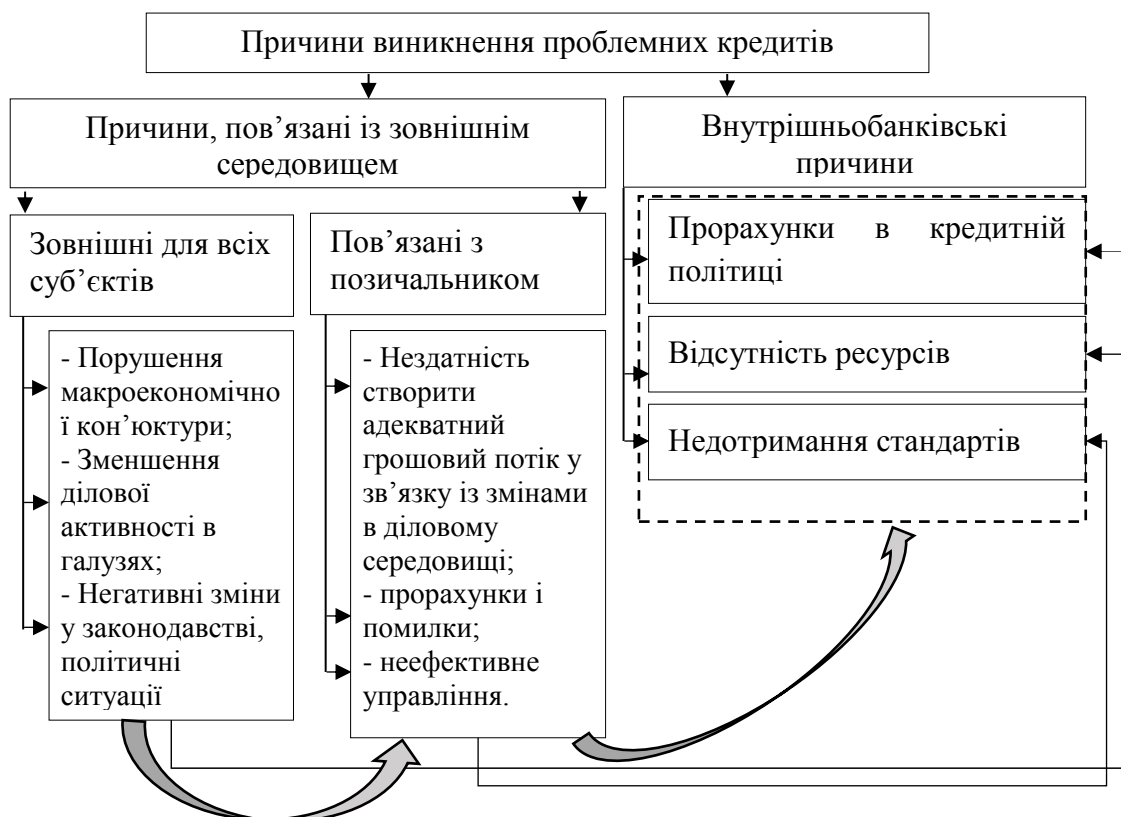 Причини виникнення проблемних кредитів
Причини, пов’язані із зовнішнім
середовищем
Внутрішньобанківські
причини
Зовнішні для всіх
суб’єктів
Пов’язані з
позичальником
Прорахунки в кредитній
політиці
Відсутність ресурсів
Недотримання стандартів
- Порушення
макроекономічно
ї кон’юктури;
- Зменшення
ділової
активності в
галузях;
- Негативні зміни
у законодавстві,
політичні
ситуації
- Нездатність
створити
адекватний
грошовий потік у
зв’язку із змінами
в діловому
середовищі;
- прорахунки і
помилки;
- неефективне
управління.